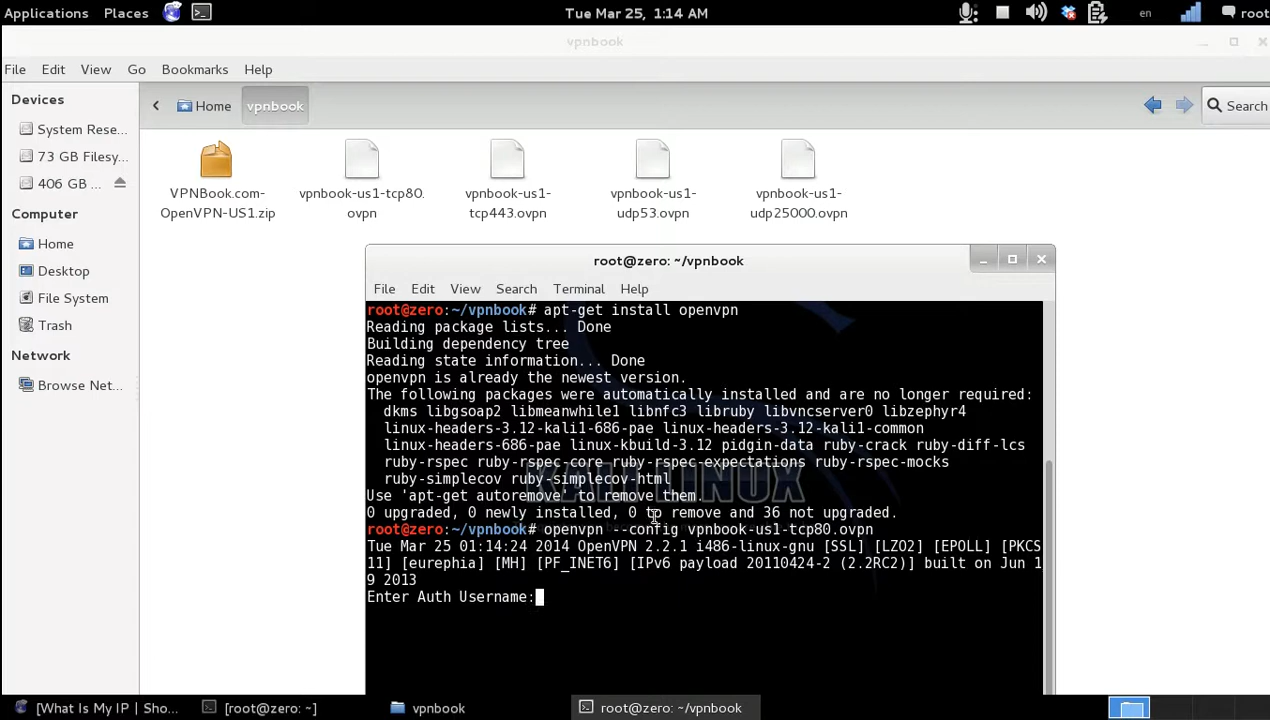 Applications Places Tue Mar 25, 1:14 AM en root
vpnbook
File Edit View Go Bookmarks Help
Devices
System Rese...
73 GB Filesy...
406 GB ...
Computer
Home
Desktop
File System
Trash
Network
Browse Net...
Home vpnbook Search
VPNBook.com-
OpenVPN-US1.zip
vpnbook-us1-tcp80.
ovpn
vpnbook-us1-
tcp443.ovpn
vpnbook-us1-
udp53.ovpn
vpnbook-us1-
udp25000.ovpn
root@zero: ~/vpnbook
File Edit View Search Terminal Help
root@zero:~/vpnbook# apt-get install openvpn
Reading package lists... Done
Building dependency tree
Reading state information... Done
openvpn is already the newest version.
The following packages were automatically installed and are no longer required:
dkms libgsoap2 libmeanwhile1 libnfc3 libruby libvncserver0 libzephyr4
linux-headers-3.12-kali1-686-pae linux-headers-3.12-kali1-common
linux-headers-686-pae linux-kbuild-3.12 pidgin-data ruby-crack ruby-diff-lcs
ruby-rspec ruby-rspec-core ruby-rspec-expectations ruby-rspec-mocks
ruby-simplecov ruby-simplecov-html
Use 'apt-get autoremove' to remove them.
0 upgraded, 0 newly installed, 0 to remove and 36 not upgraded.
root@zero:~/vpnbook# openvpn --config vpnbook-us1-tcp80.ovpn
Tue Mar 25 01:14:24 2014 OpenVPN 2.2.1 i486-linux-gnu [SSL] [LZO2] [EPOLL] [PKCS
11] [eurephia] [MH] [PF_INET6] [IPv6 payload 20110424-2 (2.2RC2)] built on Jun 1
9 2013
Enter Auth Username:
KALI LINUX
[What Is My IP | Sho... [root@zero: ~] vpnbook root@zero: ~/vpnbook